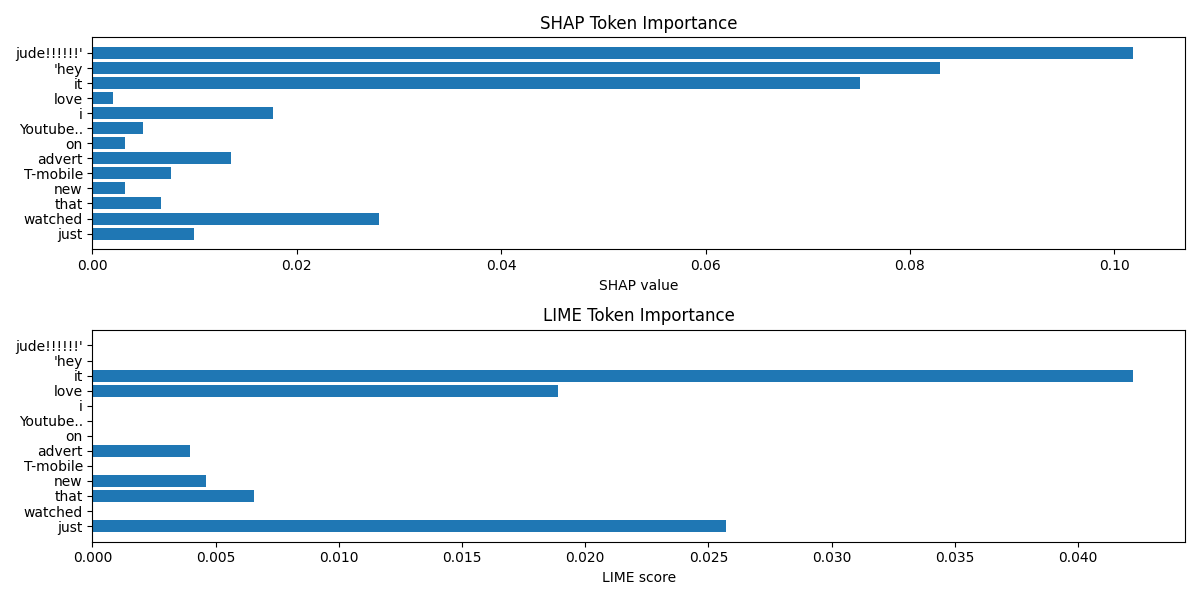 SHAP Token Importance
jude!!!!!!'
'hey
it
love
i
Youtube..
on
advert
T-mobile
new
that
watched
just
0.00 0.02 0.04 0.06 0.08 0.10
SHAP value
LIME Token Importance
jude!!!!!!'
'hey
it
love
i
Youtube..
on
advert
T-mobile
new
that
watched
just
0.000 0.005 0.010 0.015 0.020 0.025 0.030 0.035 0.040
LIME score